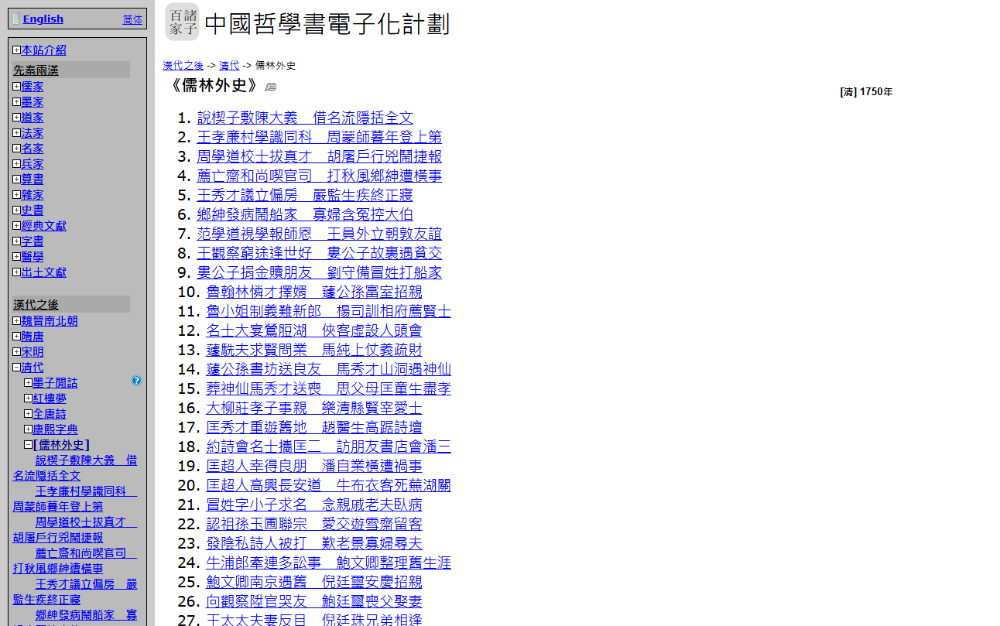 English 简体
本站介紹
先秦兩漢
儒家
墨家
道家
法家
名家
兵家
算書
雜家
史書
經典文獻
字書
醫學
出土文獻
漢代之後
魏晉南北朝
隋唐
宋明
清代
墨子閒詁
紅樓夢
全唐詩
康熙字典
[儒林外史]
說楔子敷陳大義　借
名流隱括全文
王孝廉村學識同科
周蒙師暮年登上第
周學道校士拔真才
胡屠戶行兇鬧捷報
薦亡齋和尚喫官司
打秋風鄉紳遭橫事
王秀才議立偏房　嚴
監生疾終正寢
鄉紳發病鬧船家　寡
諸子百家
中國哲學書電子化計劃
漢代之後 -> 清代 -> 儒林外史
《儒林外史》
[清] 1750年
1. 說楔子敷陳大義　借名流隱括全文
2. 王孝廉村學識同科　周蒙師暮年登上第
3. 周學道校士拔真才　胡屠戶行兇鬧捷報
4. 薦亡齋和尚喫官司　打秋風鄉紳遭橫事
5. 王秀才議立偏房　嚴監生疾終正寢
6. 鄉紳發病鬧船家　寡婦含冤控大伯
7. 范學道視學報師恩　王員外立朝敦友誼
8. 王觀察窮途逢世好　婁公子故裏遇貧交
9. 婁公子捐金贖朋友　劉守備冒姓打船家
10. 魯翰林憐才擇婿　蘧公孫富室招親
11. 魯小姐制義難新郎　楊司訓相府薦賢士
12. 名士大宴鶯脰湖　俠客虛設人頭會
13. 蘧駪夫求賢問業　馬純上仗義疏財
14. 蘧公孫書坊送良友　馬秀才山洞遇神仙
15. 葬神仙馬秀才送喪　思父母匡童生盡孝
16. 大柳莊孝子事親　樂清縣賢宰愛士
17. 匡秀才重遊舊地　趙醫生高踞詩壇
18. 約詩會名士攜匡二　訪朋友書店會潘三
19. 匡超人幸得良朋　潘自業橫遭禍事
20. 匡超人高興長安道　牛布衣客死蕪湖關
21. 冒姓字小子求名　念親戚老夫臥病
22. 認祖孫玉圃聯宗　愛交遊雪齋留客
23. 發陰私詩人被打　歎老景寡婦尋夫
24. 牛浦郎牽連多訟事　鮑文卿整理舊生涯
25. 鮑文卿南京遇舊　倪廷璽安慶招親
26. 向觀察陞官哭友　鮑廷璽喪父娶妻
27. 王太太夫妻反目　倪廷珠兄弟相逢